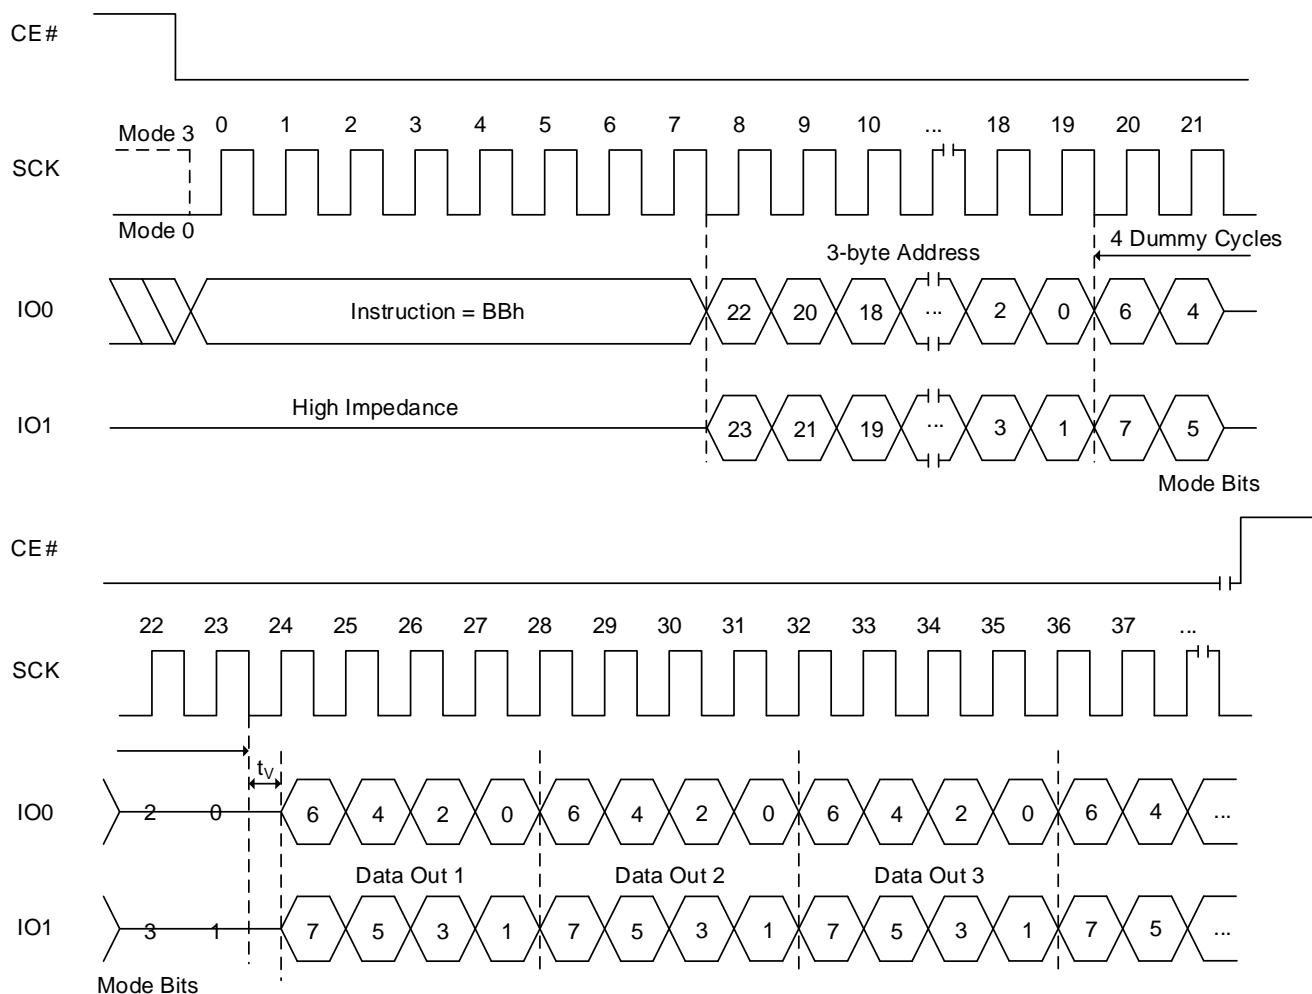 CE#
Mode 3 0 1 2 3 4 5 6 7 8 9 10 ... 18 19 20 21
SCK
Mode 0
3-byte Address 4 Dummy Cycles
IO0 Instruction = BBh 22 20 18 ... 2 0 6 4
High Impedance
IO1 23 21 19 ... 3 1 7 5
Mode Bits
CE#
22 23 24 25 26 27 28 29 30 31 32 33 34 35 36 37 ...
SCK
tV
IO0 2 0 6 4 2 0 6 4 2 0 6 4 2 0 6 4 ...
Data Out 1 Data Out 2 Data Out 3
IO1 3 1 7 5 3 1 7 5 3 1 7 5 3 1 7 5 ...
Mode Bits